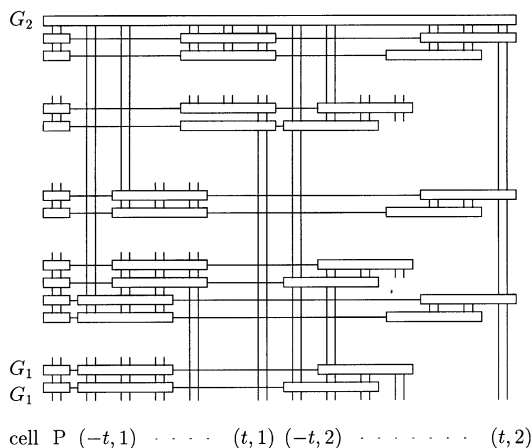 G₂
G₁
G₁
cell P (−t, 1) · · · · (t, 1) (−t, 2) · · · · · · · · (t, 2)